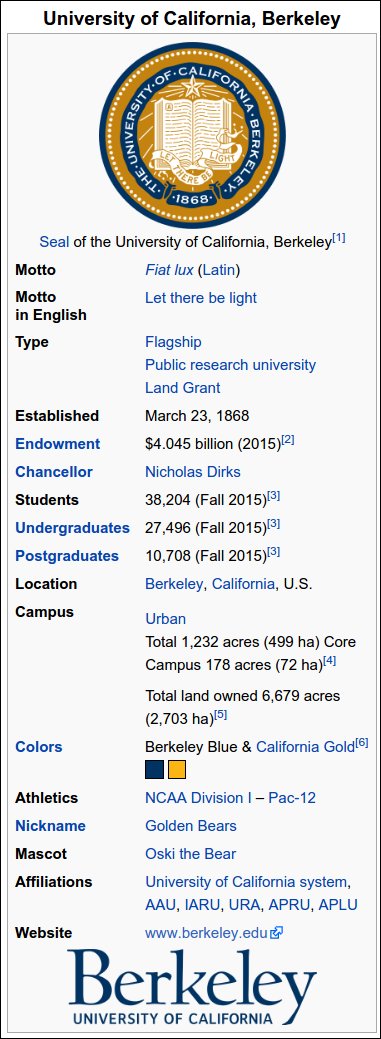 University of California, Berkeley
THE·UNIVERSITY·OF·CALIFORNIA·BERKELEY
A
LET THERE BE LIGHT
·1868·
Seal of the University of California, Berkeley[1]
Motto Fiat lux (Latin)
Motto Let there be light
in English
Type Flagship
Public research university
Land Grant
Established March 23, 1868
Endowment $4.045 billion (2015)[2]
Chancellor Nicholas Dirks
Students 38,204 (Fall 2015)[3]
Undergraduates 27,496 (Fall 2015)[3]
Postgraduates 10,708 (Fall 2015)[3]
Location Berkeley, California, U.S.
Campus Urban
Total 1,232 acres (499 ha) Core
Campus 178 acres (72 ha)[4]
Total land owned 6,679 acres
(2,703 ha)[5]
Colors Berkeley Blue & California Gold[6]
Athletics NCAA Division I – Pac-12
Nickname Golden Bears
Mascot Oski the Bear
Affiliations University of California system,
AAU, IARU, URA, APRU, APLU
Website www.berkeley.edu
Berkeley
UNIVERSITY OF CALIFORNIA